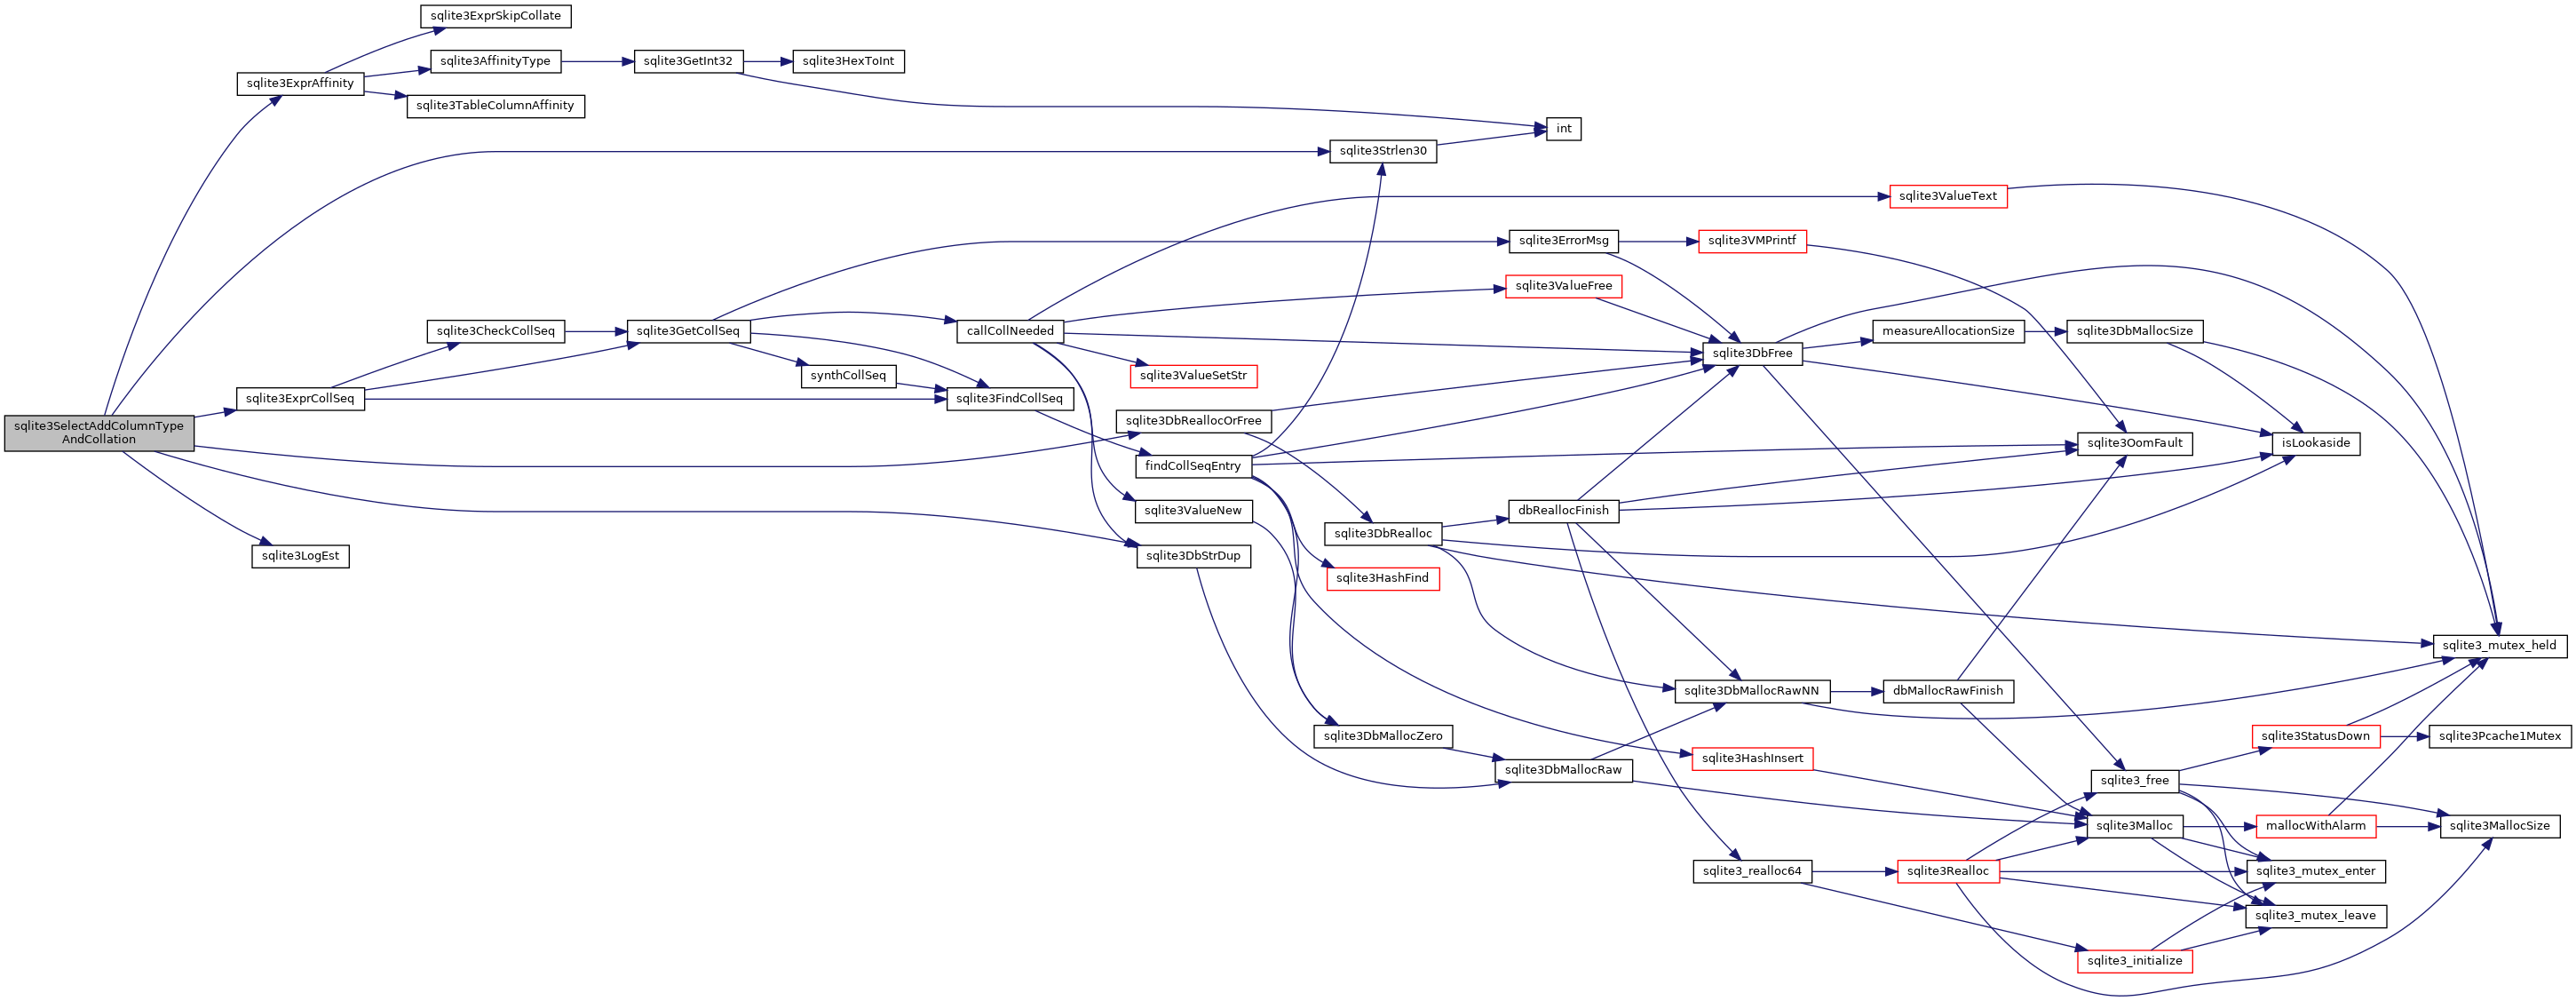 sqlite3ExprSkipCollate
sqlite3AffinityType
sqlite3GetInt32
sqlite3HexToInt
sqlite3ExprAffinity
sqlite3TableColumnAffinity
int
sqlite3Strlen30
sqlite3ValueText
sqlite3ErrorMsg
sqlite3VMPrintf
sqlite3ValueFree
sqlite3CheckCollSeq
sqlite3GetCollSeq
callCollNeeded
measureAllocationSize
sqlite3DbMallocSize
sqlite3DbFree
synthCollSeq
sqlite3ValueSetStr
sqlite3ExprCollSeq
sqlite3FindCollSeq
sqlite3DbReallocOrFree
sqlite3SelectAddColumnType
AndCollation
sqlite3OomFault
isLookaside
findCollSeqEntry
sqlite3ValueNew
dbReallocFinish
sqlite3DbRealloc
sqlite3LogEst
sqlite3DbStrDup
sqlite3HashFind
sqlite3_mutex_held
sqlite3DbMallocRawNN
dbMallocRawFinish
sqlite3DbMallocZero
sqlite3StatusDown
sqlite3Pcache1Mutex
sqlite3HashInsert
sqlite3DbMallocRaw
sqlite3_free
sqlite3Malloc
mallocWithAlarm
sqlite3MallocSize
sqlite3_realloc64
sqlite3Realloc
sqlite3_mutex_enter
sqlite3_mutex_leave
sqlite3_initialize